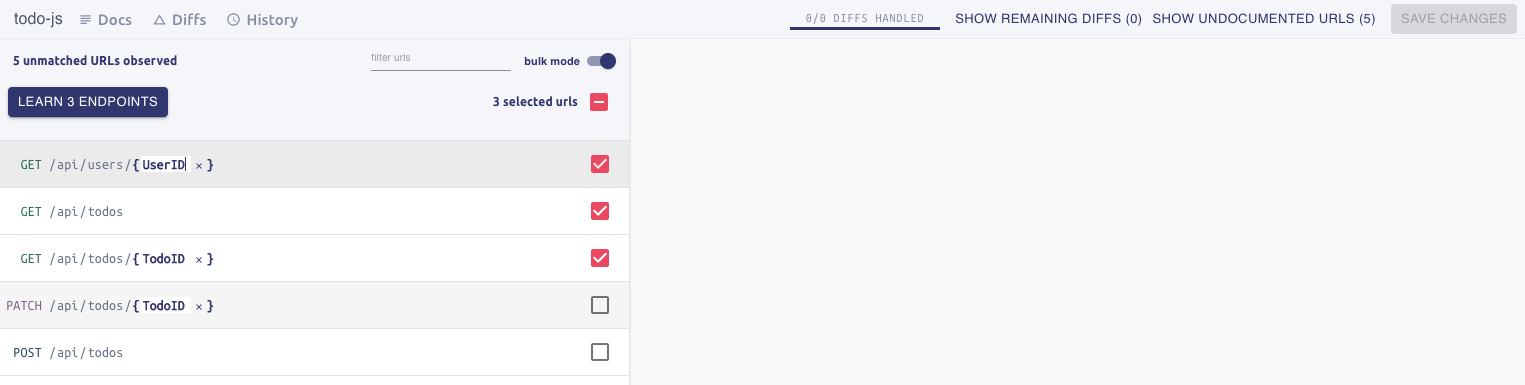 todo-js Docs Diffs History 0/0 DIFFS HANDLED SHOW REMAINING DIFFS (0) SHOW UNDOCUMENTED URLS (5) SAVE CHANGES
5 unmatched URLs observed filter urls bulk mode
LEARN 3 ENDPOINTS 3 selected urls
GET /api/users/{UserID × }
GET /api/todos
GET /api/todos/{TodoID × }
PATCH /api/todos/{TodoID × }
POST /api/todos